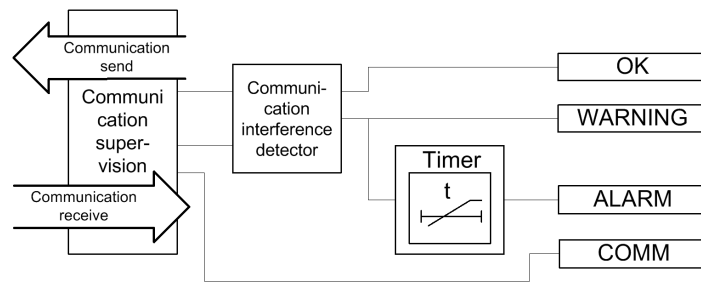 Communication
send
Communi
cation
super-
vision
Communication
receive
Communi-
cation
interference
detector
Timer
t
OK
WARNING
ALARM
COMM